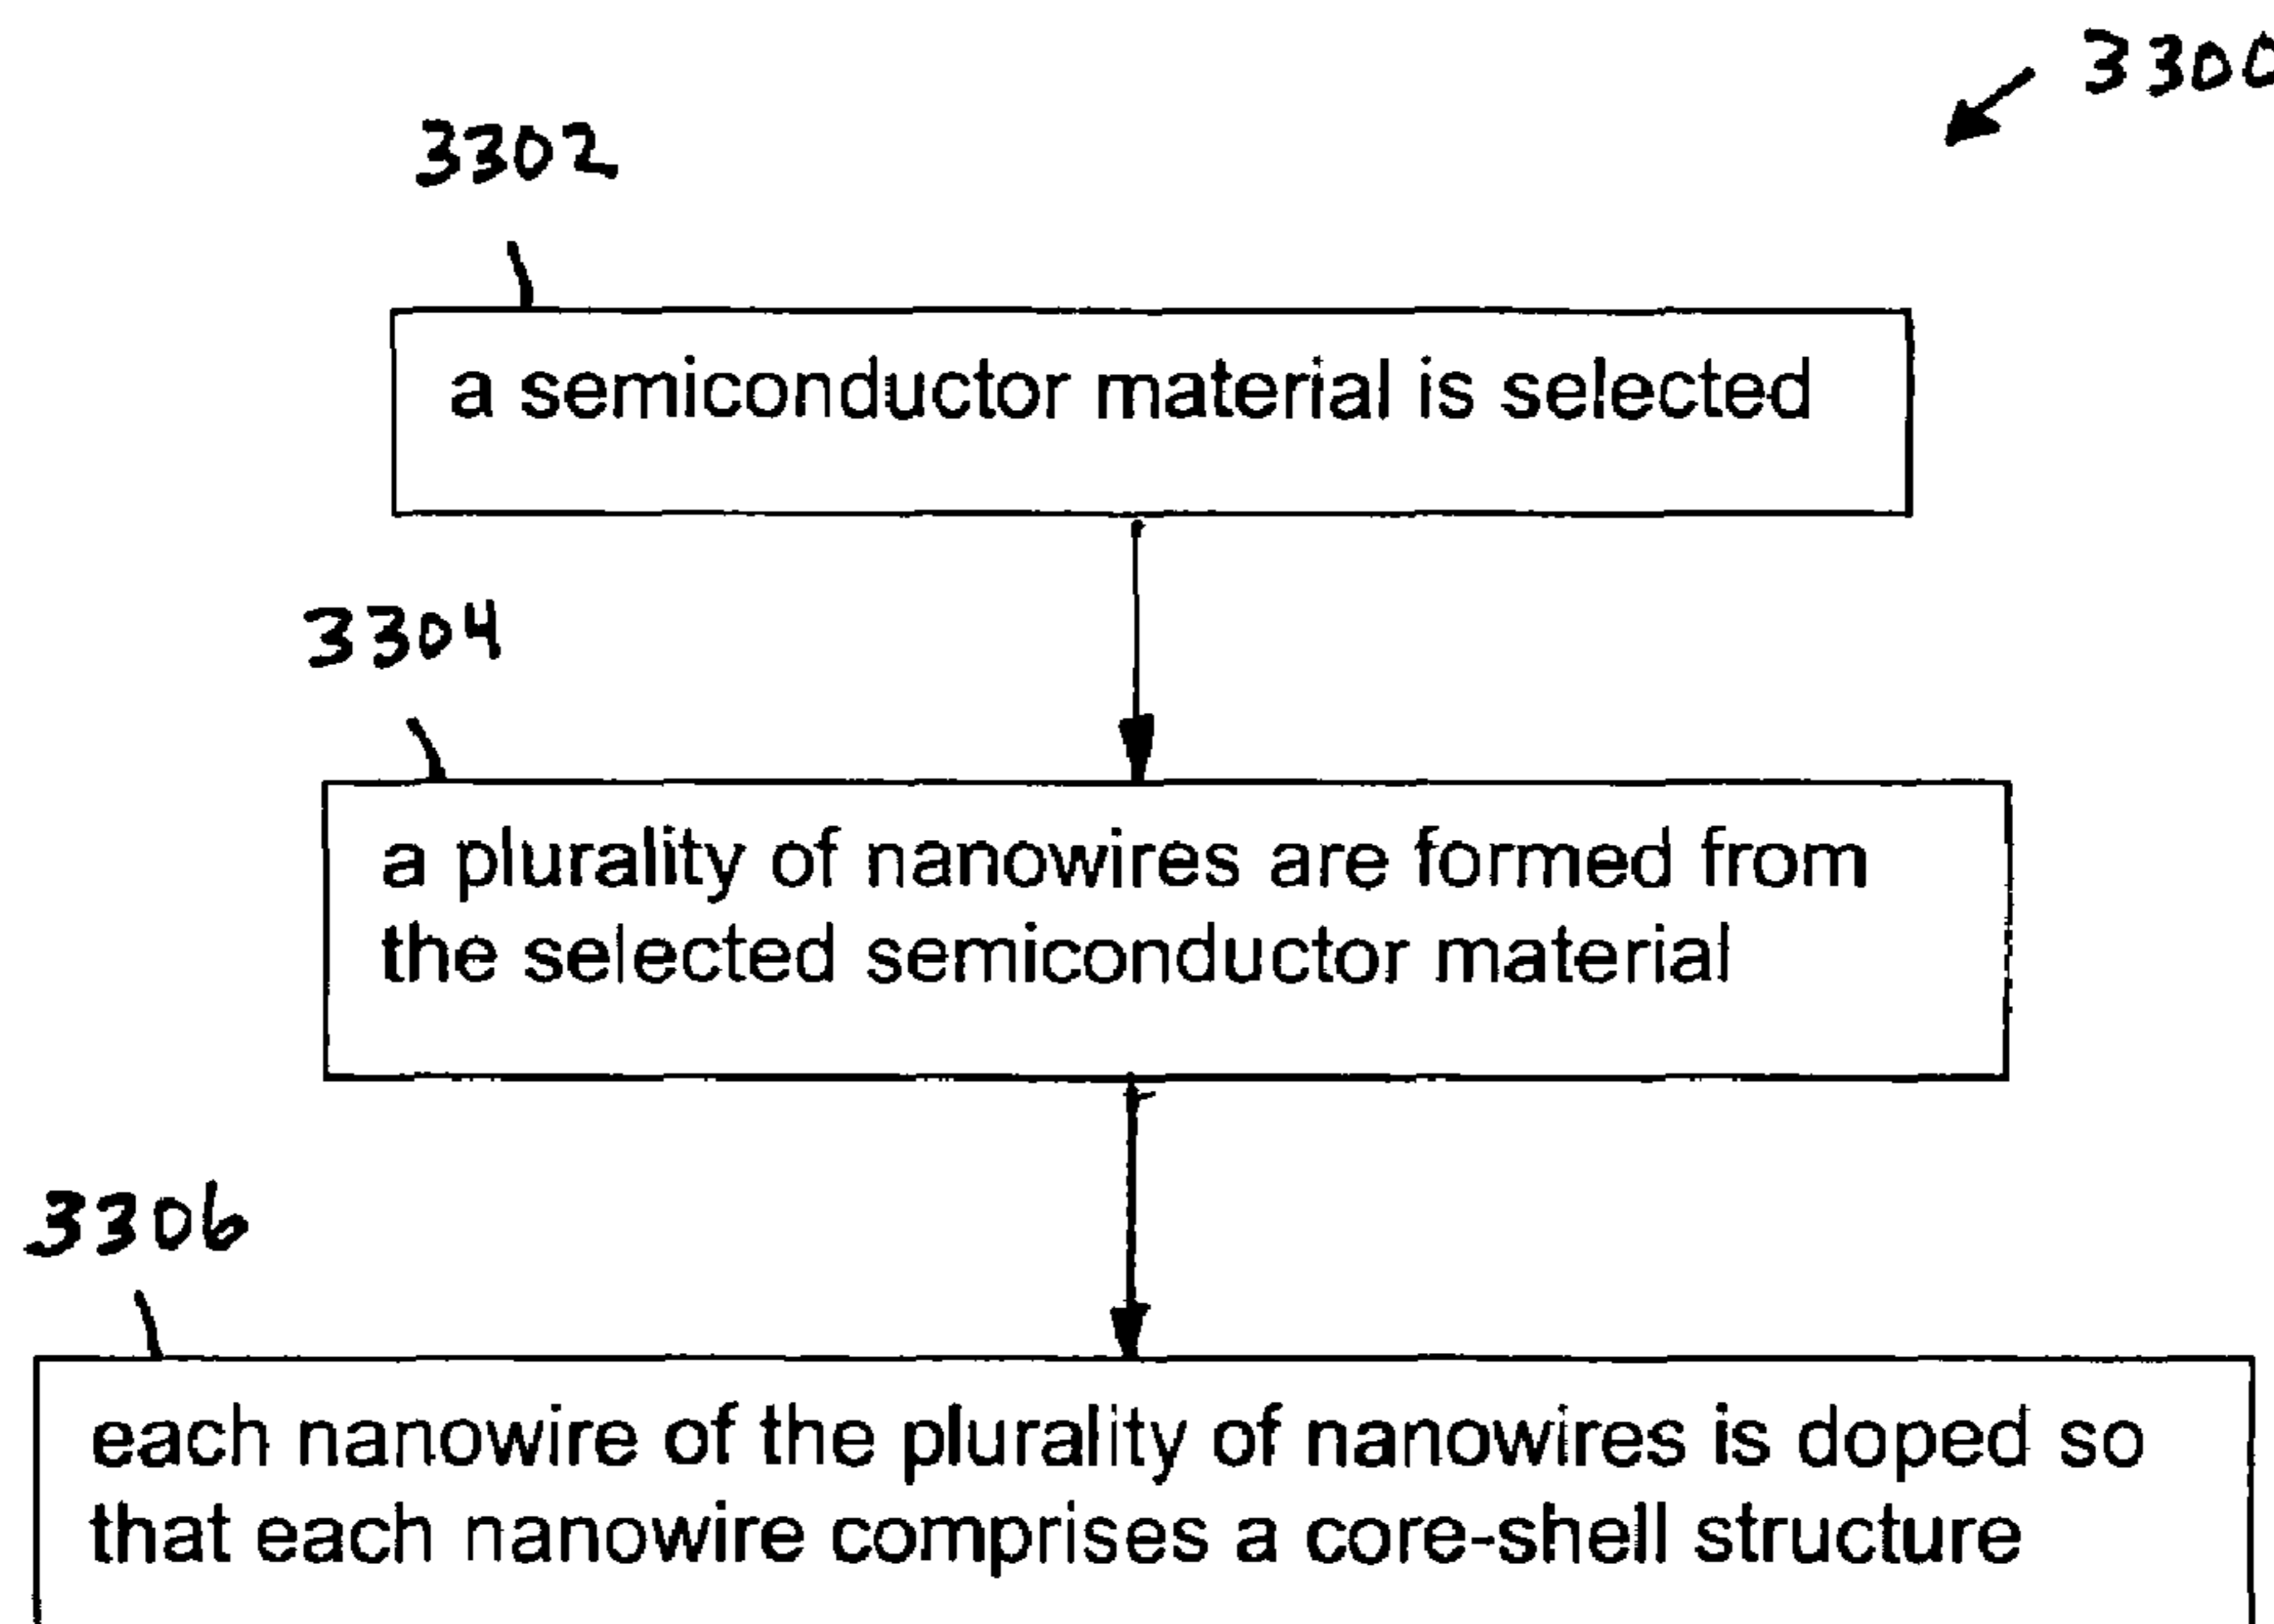 3300
3302
a semiconductor material is selected
3304
a plurality of nanowires are formed from
the selected semiconductor material
3306
each nanowire of the plurality of nanowires is doped so
that each nanowire comprises a core-shell structure